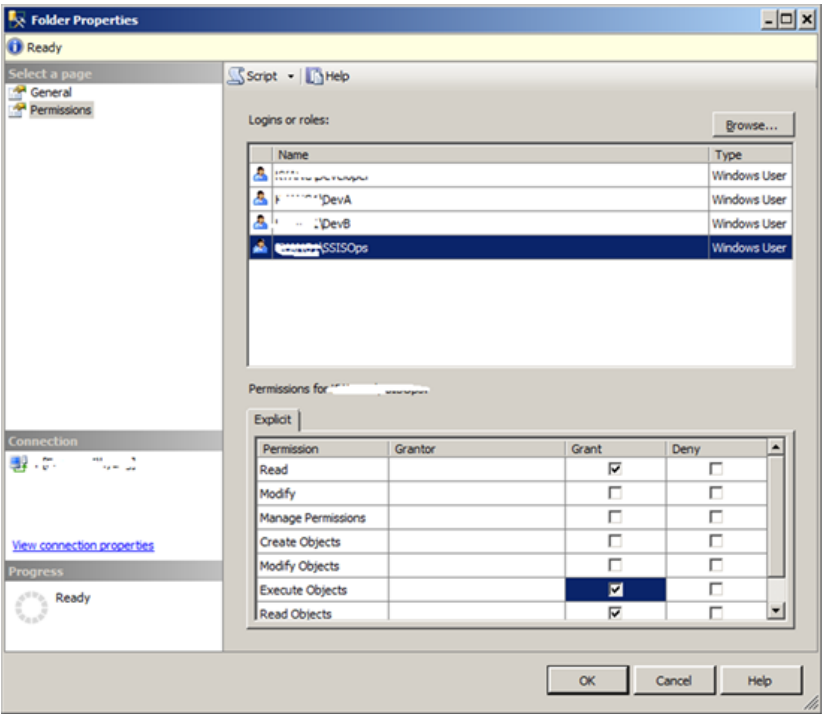 Folder Properties
Ready
Select a page
General
Permissions
Script Help
Logins or roles:
Browse...
Name Type
Developer Windows User
\DevA Windows User
\DevB Windows User
\SSISOps Windows User
Permissions for
Explicit
Permission Grantor Grant Deny
Read
Modify
Manage Permissions
Create Objects
Modify Objects
Execute Objects
Read Objects
Connection
View connection properties
Progress
Ready
OK Cancel Help